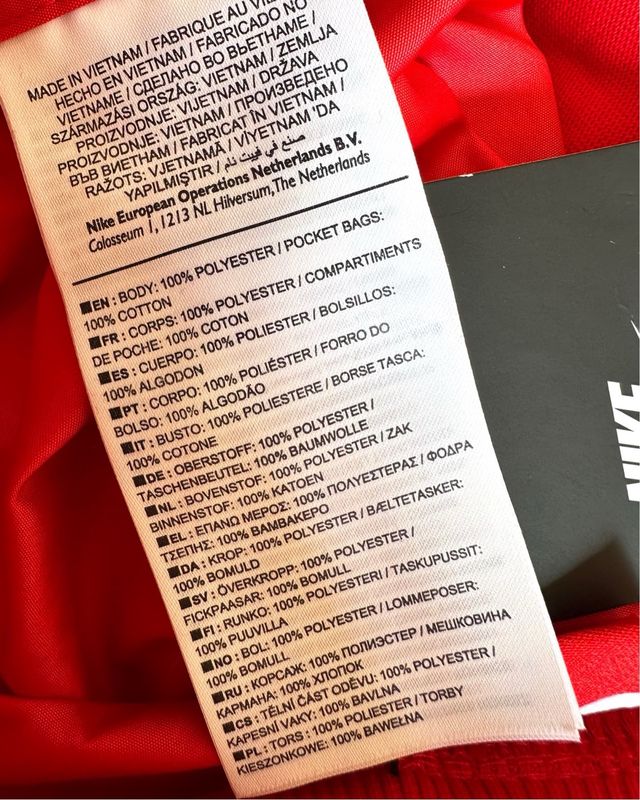 MADE IN VIETNAM / FABRIQUE AU
HECHO EN VIETNAM / FABRICADO NO
VIETNAME / СДЕЛАНО ВО ВЬЕТНАМЕ /
SZÁRMAZÁSI ORSZÁG: VIETNAM / ZEMLJA
PROIZVODNJE: VIJETNAM / DRŽAVA
PROIZVODNJE: VIETNAM / ПРОИЗВЕДЕНО
ВЪВ ВИЕТНАМ / FABRICAT ÎN VIETNAM /
RAŽOTS: VJETNAMĀ / VİYETNAM 'DA
YAPILMIŞTIR / صنع في فييت نام
Nike European Operations Netherlands B.V.
Colosseum 1, 1213 NL Hilversum,The Netherlands
■EN : BODY: 100% POLYESTER / POCKET BAGS:
100% COTTON
■FR : CORPS: 100% POLYESTER / COMPARTIMENTS
DE POCHE: 100% COTON
■ES : CUERPO: 100% POLIESTER / BOLSILLOS:
100% ALGODON
■PT : CORPO: 100% POLIÉSTER / FORRO DO
BOLSO: 100% ALGODÃO
■IT : BUSTO: 100% POLIESTERE / BORSE TASCA:
100% COTONE
■DE : OBERSTOFF: 100% POLYESTER /
TASCHENBEUTEL: 100% BAUMWOLLE
■NL : BOVENSTOF: 100% POLYESTER / ZAK
BINNENSTOF: 100% KATOEN
■EL : ΕΠΑΝΩ ΜΕΡΟΣ: 100% ΠΟΛΥΕΣΤΕΡΑΣ / ΦΟΔΡΑ
ΤΣΕΠΗΣ: 100% ΒΑΜΒΑΚΕΡΟ
■DA : KROP: 100% POLYESTER / BÆLTETASKER:
100% BOMULD
■SV : ÖVERKROPP: 100% POLYESTER /
FICKPAASAR: 100% BOMULL
■FI : RUNKO: 100% POLYESTERI / TASKUPUSSIT:
100% PUUVILLA
■NO : BOL: 100% POLYESTER / LOMMEPOSER:
100% BOMULL
■RU : КОРСАЖ: 100% ПОЛИЭСТЕР / МЕШКОВИНА
КАРМАНА: 100% ХЛОПОК
■CS : TĚLNÍ ČÁST ODĚVU: 100% POLYESTER /
KAPESNÍ VAKY: 100% BAVLNA
■PL : TORS : 100% POLIESTER / TORBY
KIESZONKOWE: 100% BAWEŁNA
NIKE